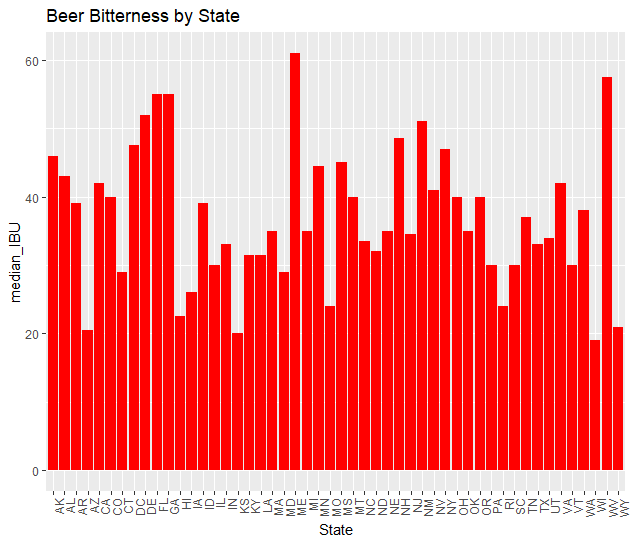 Beer Bitterness by State
60
40
20
0
median_IBU
AK AL AR AZ CA CO CT DC DE FL GA HI IA ID IL IN KS KY LA MA MD ME MI MN MO MS MT NC ND NE NH NJ NM NV NY OH OK OR PA RI SC TN TX UT VA VT WA WI WV WY
State